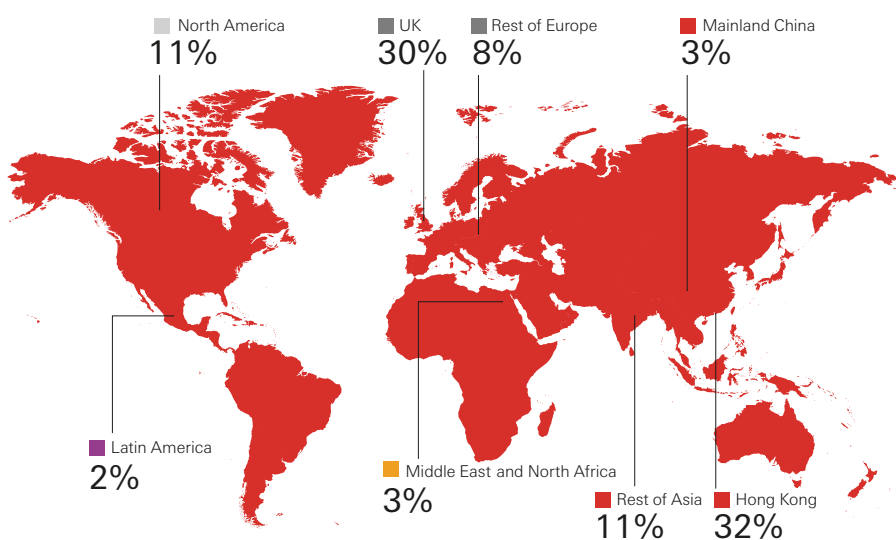 North America
11%
UK
30%
Rest of Europe
8%
Mainland China
3%
Latin America
2%
Middle East and North Africa
3%
Rest of Asia
11%
Hong Kong
32%